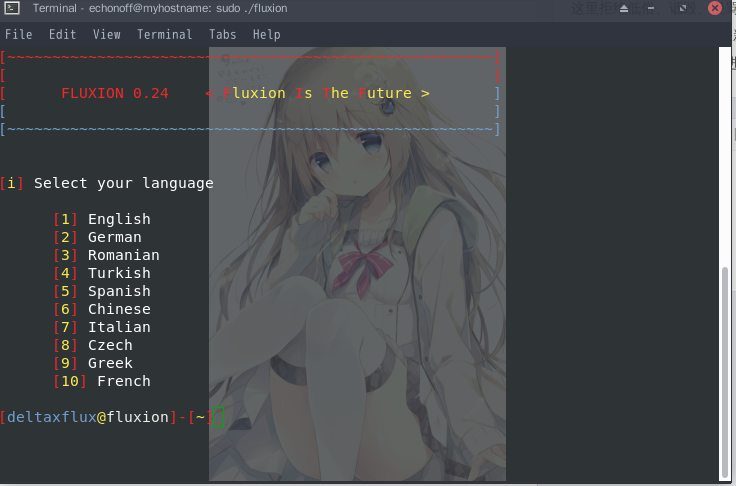 Terminal - echonoff@myhostname: sudo ./fluxion
File Edit View Terminal Tabs Help
[~~~~~~~~~~~~~~~~~~~~~~~~~~~~~~~~~~~~~~~~~~~~~~~~~~~~~~]
[ ]
[ FLUXION 0.24 < Fluxion Is The Future > ]
[ ]
[~~~~~~~~~~~~~~~~~~~~~~~~~~~~~~~~~~~~~~~~~~~~~~~~~~~~~~]
[i] Select your language
[1] English
[2] German
[3] Romanian
[4] Turkish
[5] Spanish
[6] Chinese
[7] Italian
[8] Czech
[9] Greek
[10] French
[deltaxflux@fluxion]-[~]